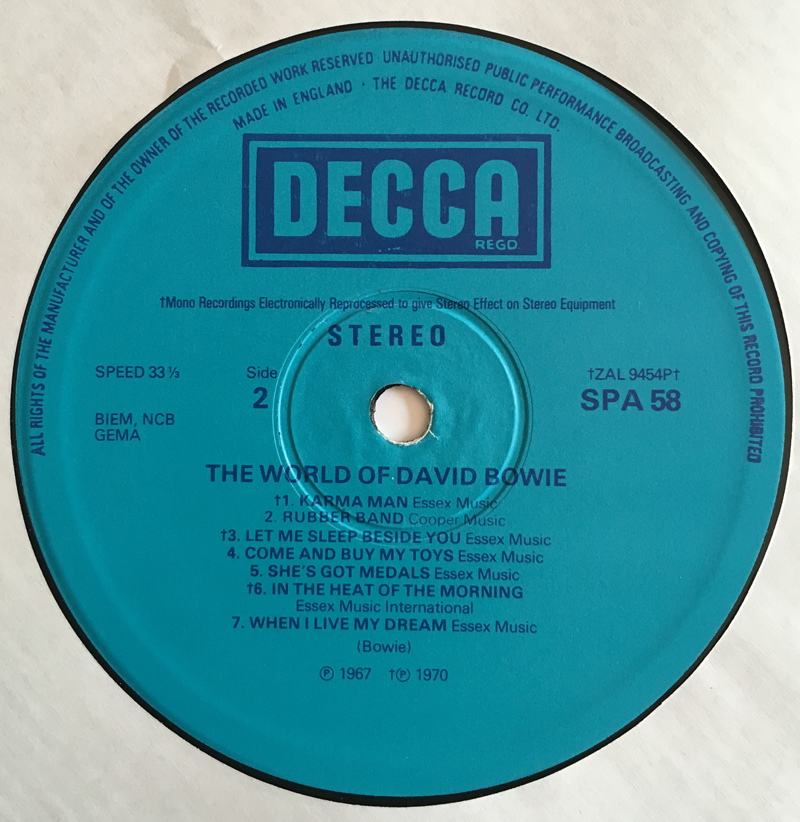 ALL RIGHTS OF THE MANUFACTURER AND OF THE OWNER OF THE RECORDED WORK RESERVED · UNAUTHORISED PUBLIC PERFORMANCE BROADCASTING AND COPYING OF THIS RECORD PROHIBITED
MADE IN ENGLAND · THE DECCA RECORD CO. LTD.
DECCA
REGD.
†Mono Recordings Electronically Reprocessed to give Stereo Effect on Stereo Equipment
STEREO
SPEED 33 ⅓ Side †ZAL 9454P†
2 SPA 58
BIEM, NCB
GEMA
THE WORLD OF DAVID BOWIE
†1. KARMA MAN Essex Music
2. RUBBER BAND Cooper Music
†3. LET ME SLEEP BESIDE YOU Essex Music
4. COME AND BUY MY TOYS Essex Music
5. SHE'S GOT MEDALS Essex Music
†6. IN THE HEAT OF THE MORNING
Essex Music International
7. WHEN I LIVE MY DREAM Essex Music
(Bowie)
℗ 1967 †℗ 1970